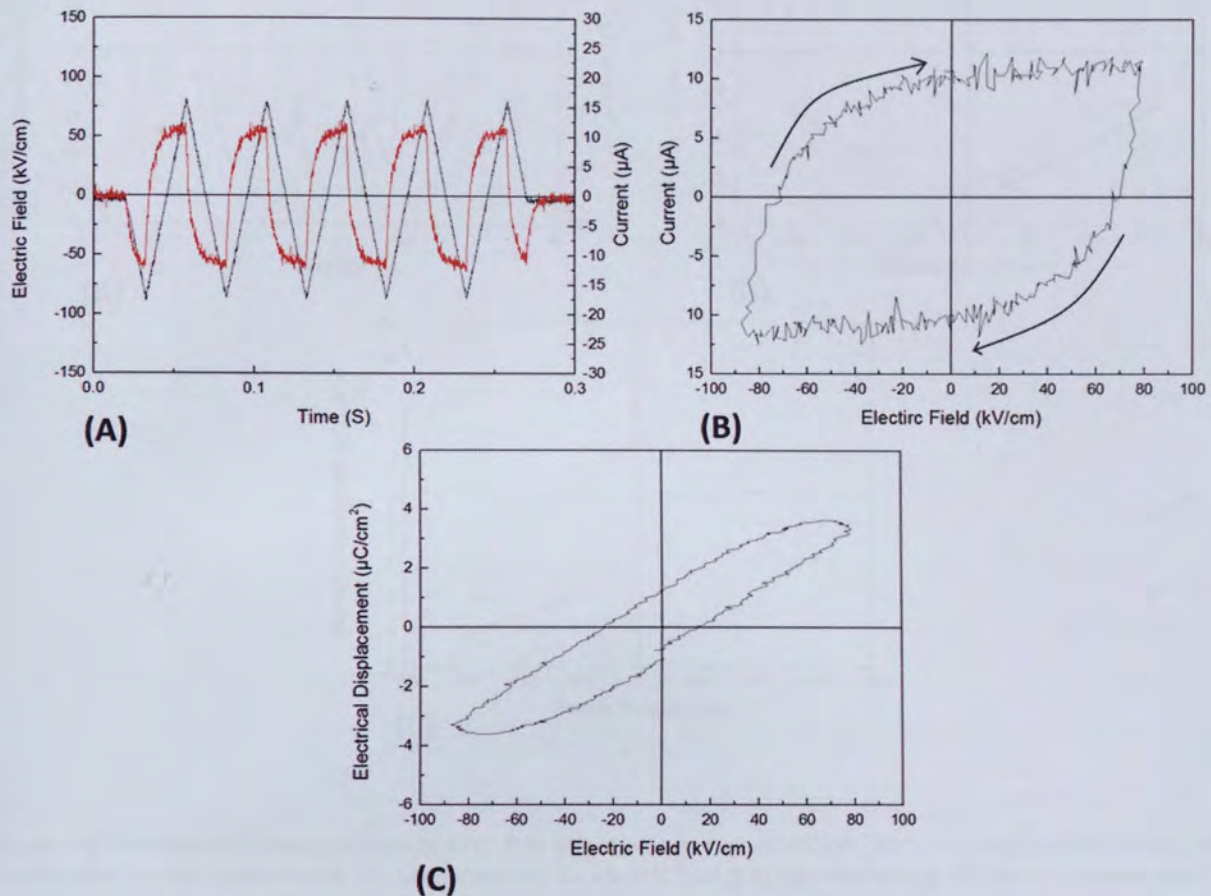 150
100
50
0
-50
-100
-150
Electric Field (kV/cm)
30
25
20
15
10
5
0
-5
-10
-15
-20
-25
-30
Current (µA)
0.0 0.1 0.2 0.3
Time (S)
(A)
15
10
5
0
-5
10
15
Current (µA)
-100 -80 -60 -40 -20 0 20 40 60 80 100
Electirc Field (kV/cm)
(B)
6
4
2
0
-2
-4
-6
Electrical Displacement (µC/cm²)
-100 -80 -60 -40 -20 0 20 40 60 80 100
Electric Field (kV/cm)
(C)